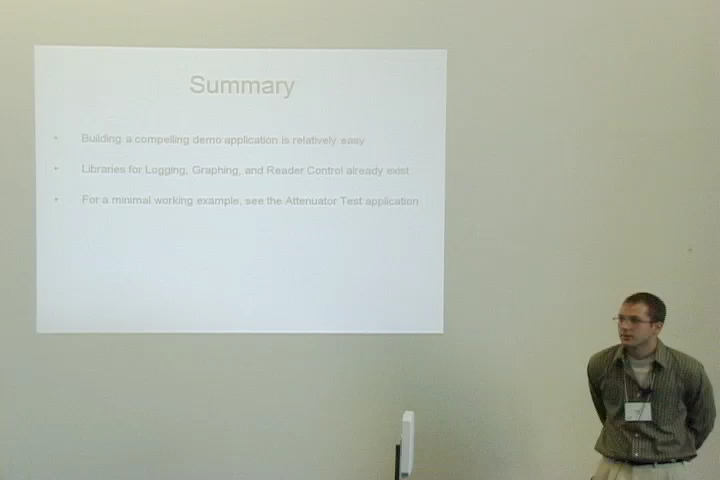 Summary
Building a compelling demo application is relatively easy
Libraries for Logging, Graphing, and Reader Control already exist
For a minimal working example, see the Attenuator Test application